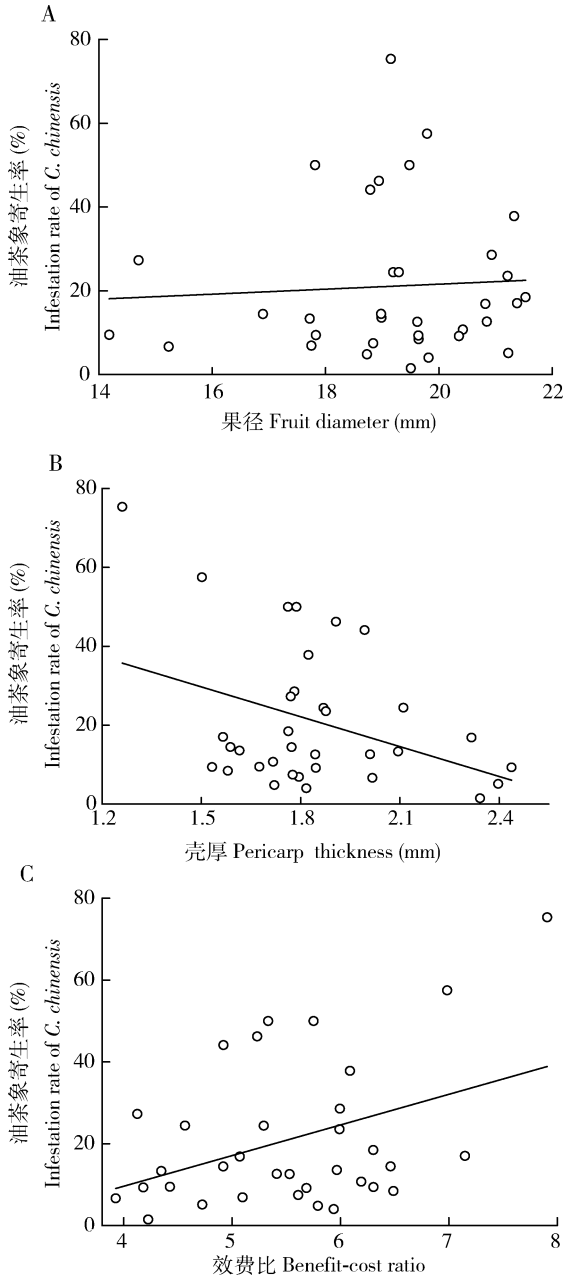 A
80
60
40
20
0
14
16
18
20
22
油茶象寄生率 (%)
Infestation rate of C. chinensis
果径 Fruit diameter (mm)
B
80
60
40
20
0
1.2
1.5
1.8
2.1
2.4
油茶象寄生率 (%)
Infestation rate of C. chinensis
壳厚 Pericarp thickness (mm)
C
80
60
40
20
0
4
5
6
7
8
油茶象寄生率 (%)
Infestation rate of C. chinensis
效费比 Benefit-cost ratio